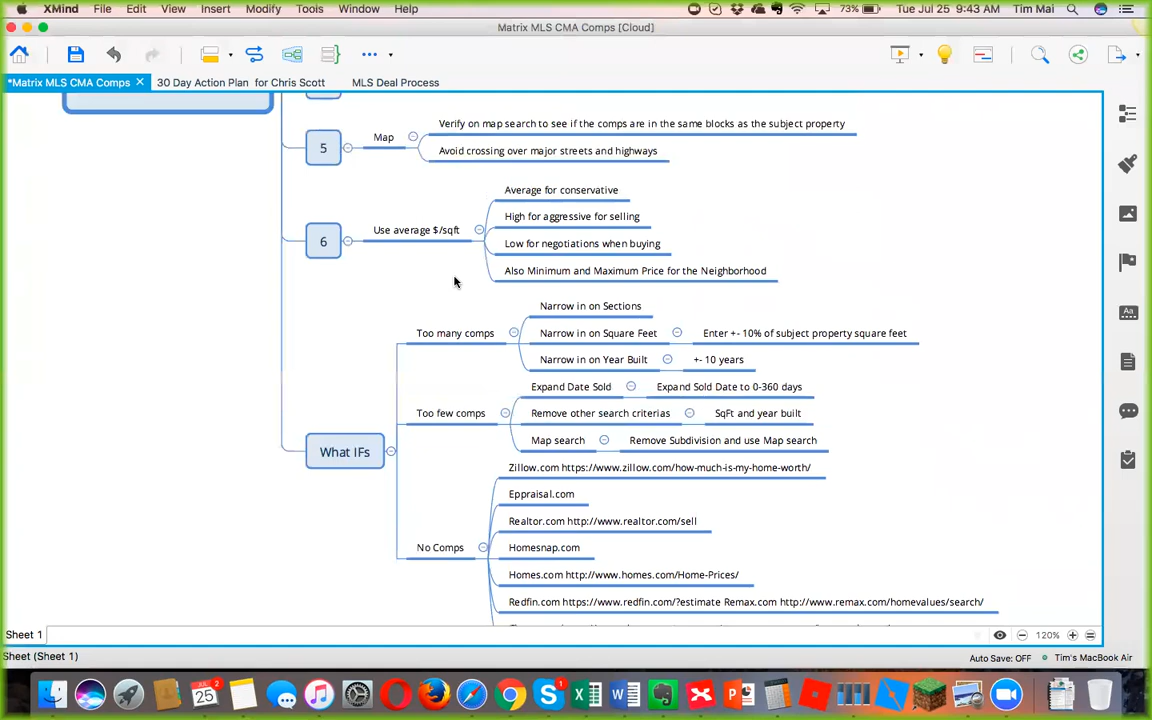 XMind File Edit View Insert Modify Tools Window Help 73% Tue Jul 25 9:43 AM Tim Mai
Matrix MLS CMA Comps [Cloud]
*Matrix MLS CMA Comps 30 Day Action Plan for Chris Scott MLS Deal Process
Verify on map search to see if the comps are in the same blocks as the subject property
5 Map
Avoid crossing over major streets and highways
Average for conservative
High for aggressive for selling
6 Use average $/sqft
Low for negotiations when buying
Also Minimum and Maximum Price for the Neighborhood
Narrow in on Sections
Too many comps Narrow in on Square Feet Enter +- 10% of subject property square feet
Narrow in on Year Built +- 10 years
Expand Date Sold Expand Sold Date to 0-360 days
Too few comps Remove other search criterias SqFt and year built
Map search Remove Subdivision and use Map search
What IFs
Zillow.com https://www.zillow.com/how-much-is-my-home-worth/
Eppraisal.com
Realtor.com http://www.realtor.com/sell
No Comps Homesnap.com
Homes.com http://www.homes.com/Home-Prices/
Redfin.com https://www.redfin.com/?estimate Remax.com http://www.remax.com/homevalues/search/
Sheet 1 120%
Sheet (Sheet 1) Auto Save: OFF Tim's MacBook Air